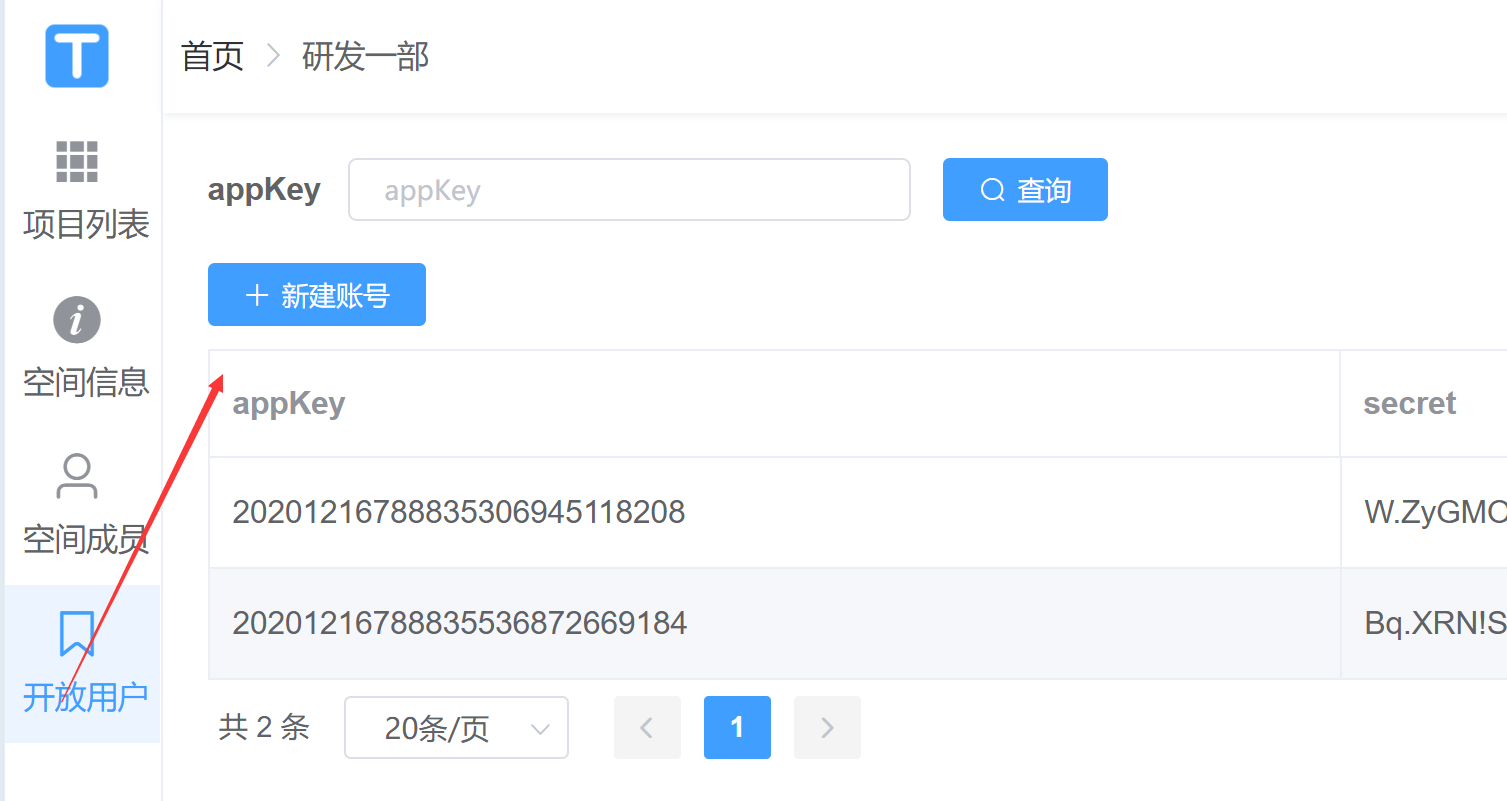 T
首页 > 研发一部
项目列表
空间信息
空间成员
开放用户
appKey appKey 查询
+ 新建账号
appKey secret
20201216788835306945118208 W.ZyGMO
20201216788835536872669184 Bq.XRN!S
共 2 条 20条/页 < 1 >